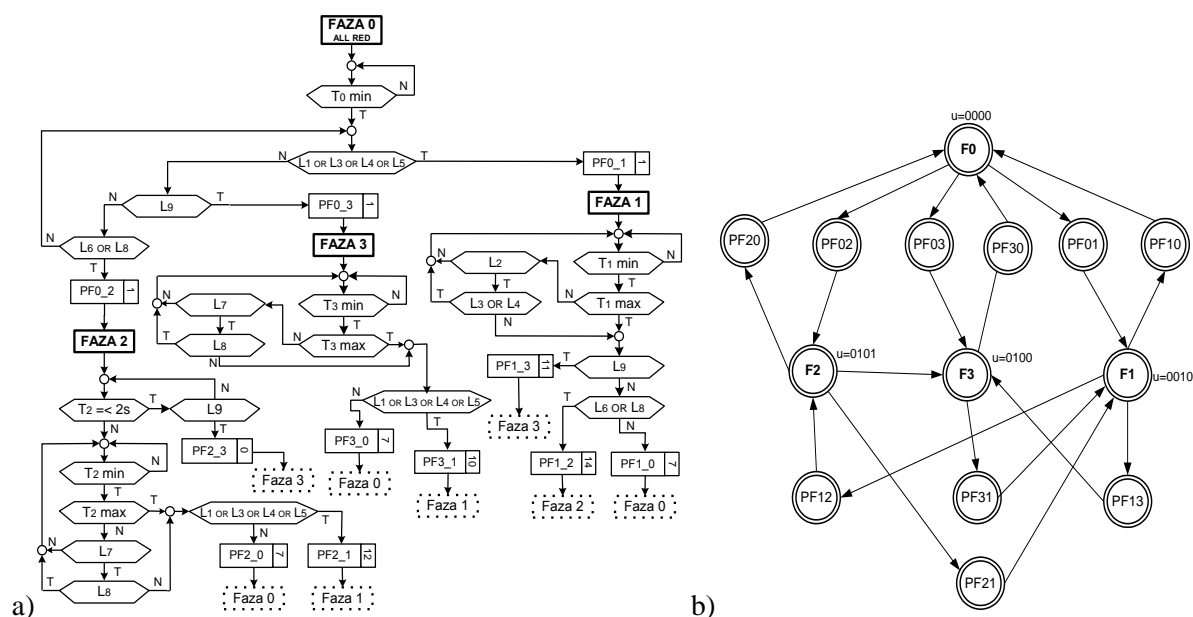 FAZA 0
ALL RED
N
T0 min
T
N
L1 OR L3 OR L4 OR L5
T
PF0_1
1
N
L9
T
PF0_3
1
FAZA 1
N
L6 OR L8
T
FAZA 3
N
L2
T
T1 min
N
T
PF0_2
1
T3 min
N
T
T
L3 OR L4
N
N
T1 max
T
N
L7
T
FAZA 2
T
L8
N
N
T3 max
T
PF1_3
11
T
L9
N
N
T2 =< 2s
T
N
L9
T
N
L1 OR L3 OR L4 OR L5
T
Faza 3
T
L6 OR L8
N
PF2_3
0
PF3_0
7
T2 min
N
T
Faza 3
Faza 0
PF3_1
10
PF1_2
14
PF1_0
7
T2 max
T
N
L1 OR L3 OR L4 OR L5
N
T
Faza 1
Faza 2
Faza 0
N
L7
T
PF2_0
7
PF2_1
12
T
L8
N
Faza 0
Faza 1
a)
u=0000
F0
PF20
PF02
PF03
PF30
PF01
PF10
F2
u=0101
F3
u=0100
F1
u=0010
PF12
PF31
PF13
PF21
b)